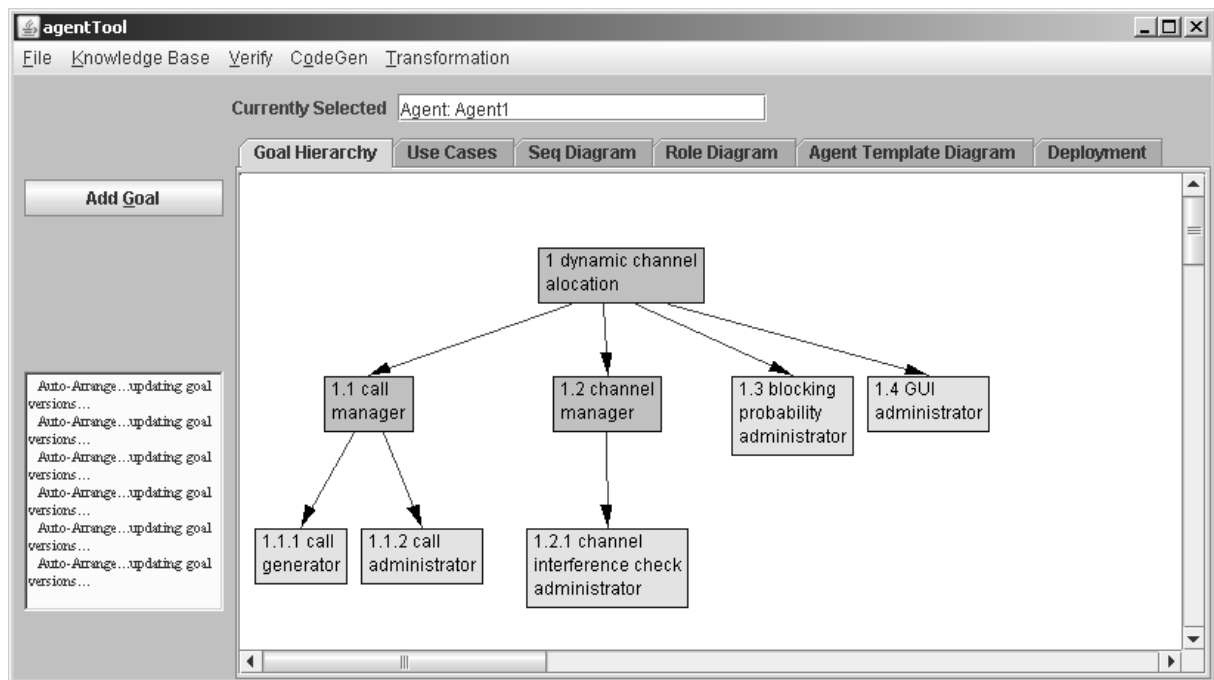 agentTool
File Knowledge Base Verify CodeGen Transformation
Currently Selected Agent: Agent1
Goal Hierarchy Use Cases Seq Diagram Role Diagram Agent Template Diagram Deployment
Add Goal
1 dynamic channel
alocation
1.1 call
manager
1.2 channel
manager
1.3 blocking
probability
administrator
1.4 GUI
administrator
1.1.1 call
generator
1.1.2 call
administrator
1.2.1 channel
interference check
administrator
Auto-Arrange...updating goal
versions...
Auto-Arrange...updating goal
versions...
Auto-Arrange...updating goal
versions...
Auto-Arrange...updating goal
versions...
Auto-Arrange...updating goal
versions...
Auto-Arrange...updating goal
versions...